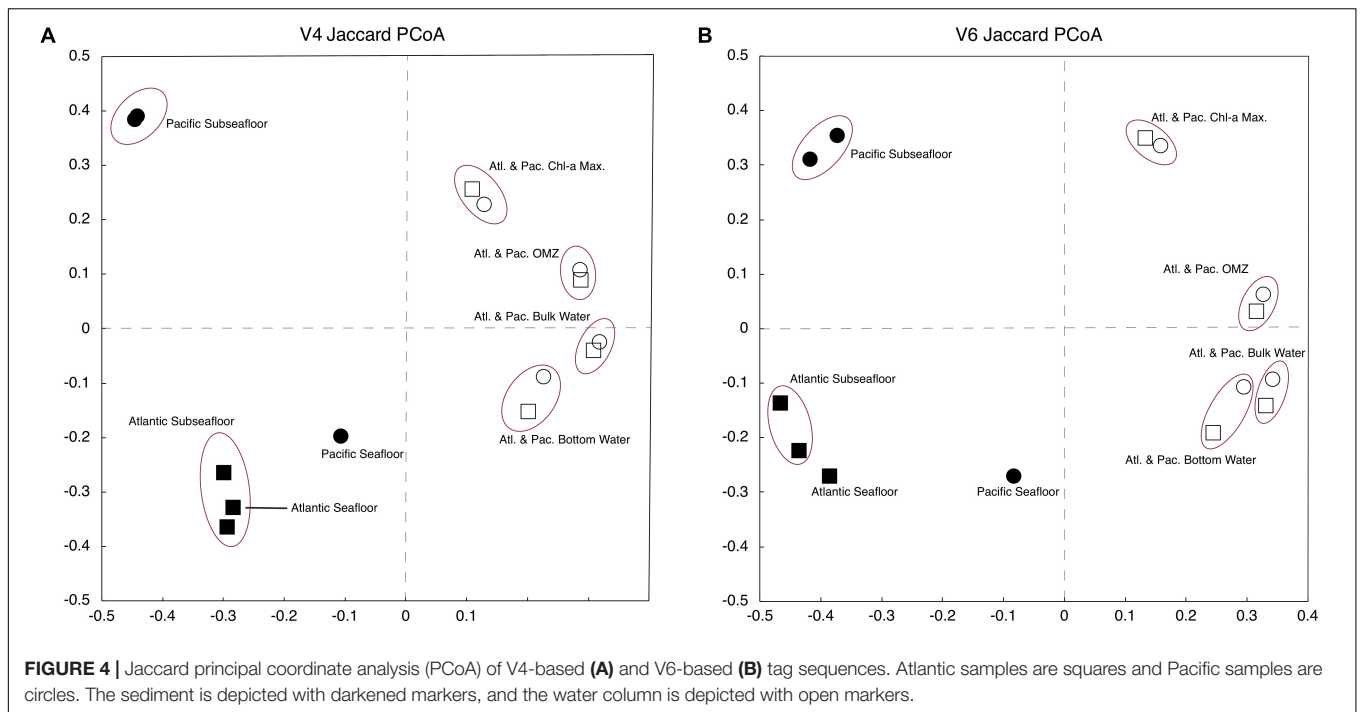 A
V4 Jaccard PCoA
0.5
0.4
0.3
0.2
0.1
0
-0.1
-0.2
-0.3
-0.4
-0.5
-0.5
-0.3
-0.1
0
0.1
Pacific Subseafloor
Atl. & Pac. Chl-a Max.
Atl. & Pac. OMZ
Atl. & Pac. Bulk Water
Atl. & Pac. Bottom Water
Atlantic Subseafloor
Pacific Seafloor
Atlantic Seafloor
B
V6 Jaccard PCoA
0.5
0.4
0.3
0.2
0.1
0
-0.1
-0.2
-0.3
-0.4
0.5
-0.5
-0.4
-0.3
-0.2
-0.1
0
0.1
0.2
0.3
0.4
Atl. & Pac. Chl-a Max.
Pacific Subseafloor
Atl. & Pac. OMZ
Atl. & Pac. Bulk Water
Atlantic Subseafloor
Atl. & Pac. Bottom Water
Atlantic Seafloor
Pacific Seafloor
FIGURE 4 | Jaccard principal coordinate analysis (PCoA) of V4-based (A) and V6-based (B) tag sequences. Atlantic samples are squares and Pacific samples are
circles. The sediment is depicted with darkened markers, and the water column is depicted with open markers.